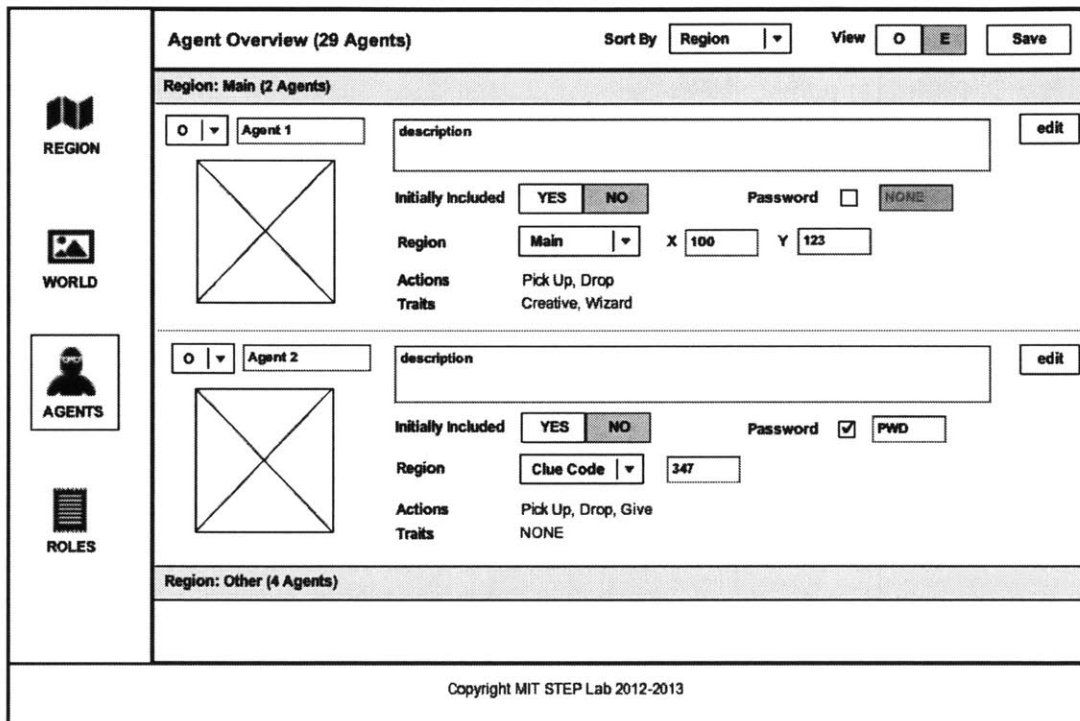 Agent Overview (29 Agents) Sort By Region View O E Save
Region: Main (2 Agents)
REGION
WORLD
AGENTS
ROLES
O Agent 1 description edit
Initially Included YES NO Password NONE
Region Main X 100 Y 123
Actions Pick Up, Drop
Traits Creative, Wizard
O Agent 2 description edit
Initially Included YES NO Password PWD
Region Clue Code 347
Actions Pick Up, Drop, Give
Traits NONE
Region: Other (4 Agents)
Copyright MIT STEP Lab 2012-2013